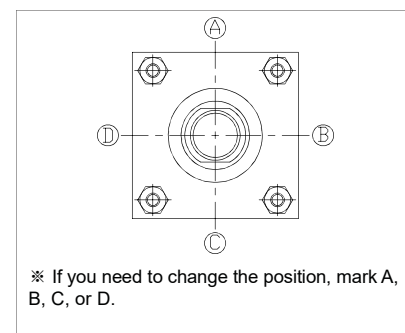 A
D
B
C
※ If you need to change the position, mark A,
B, C, or D.